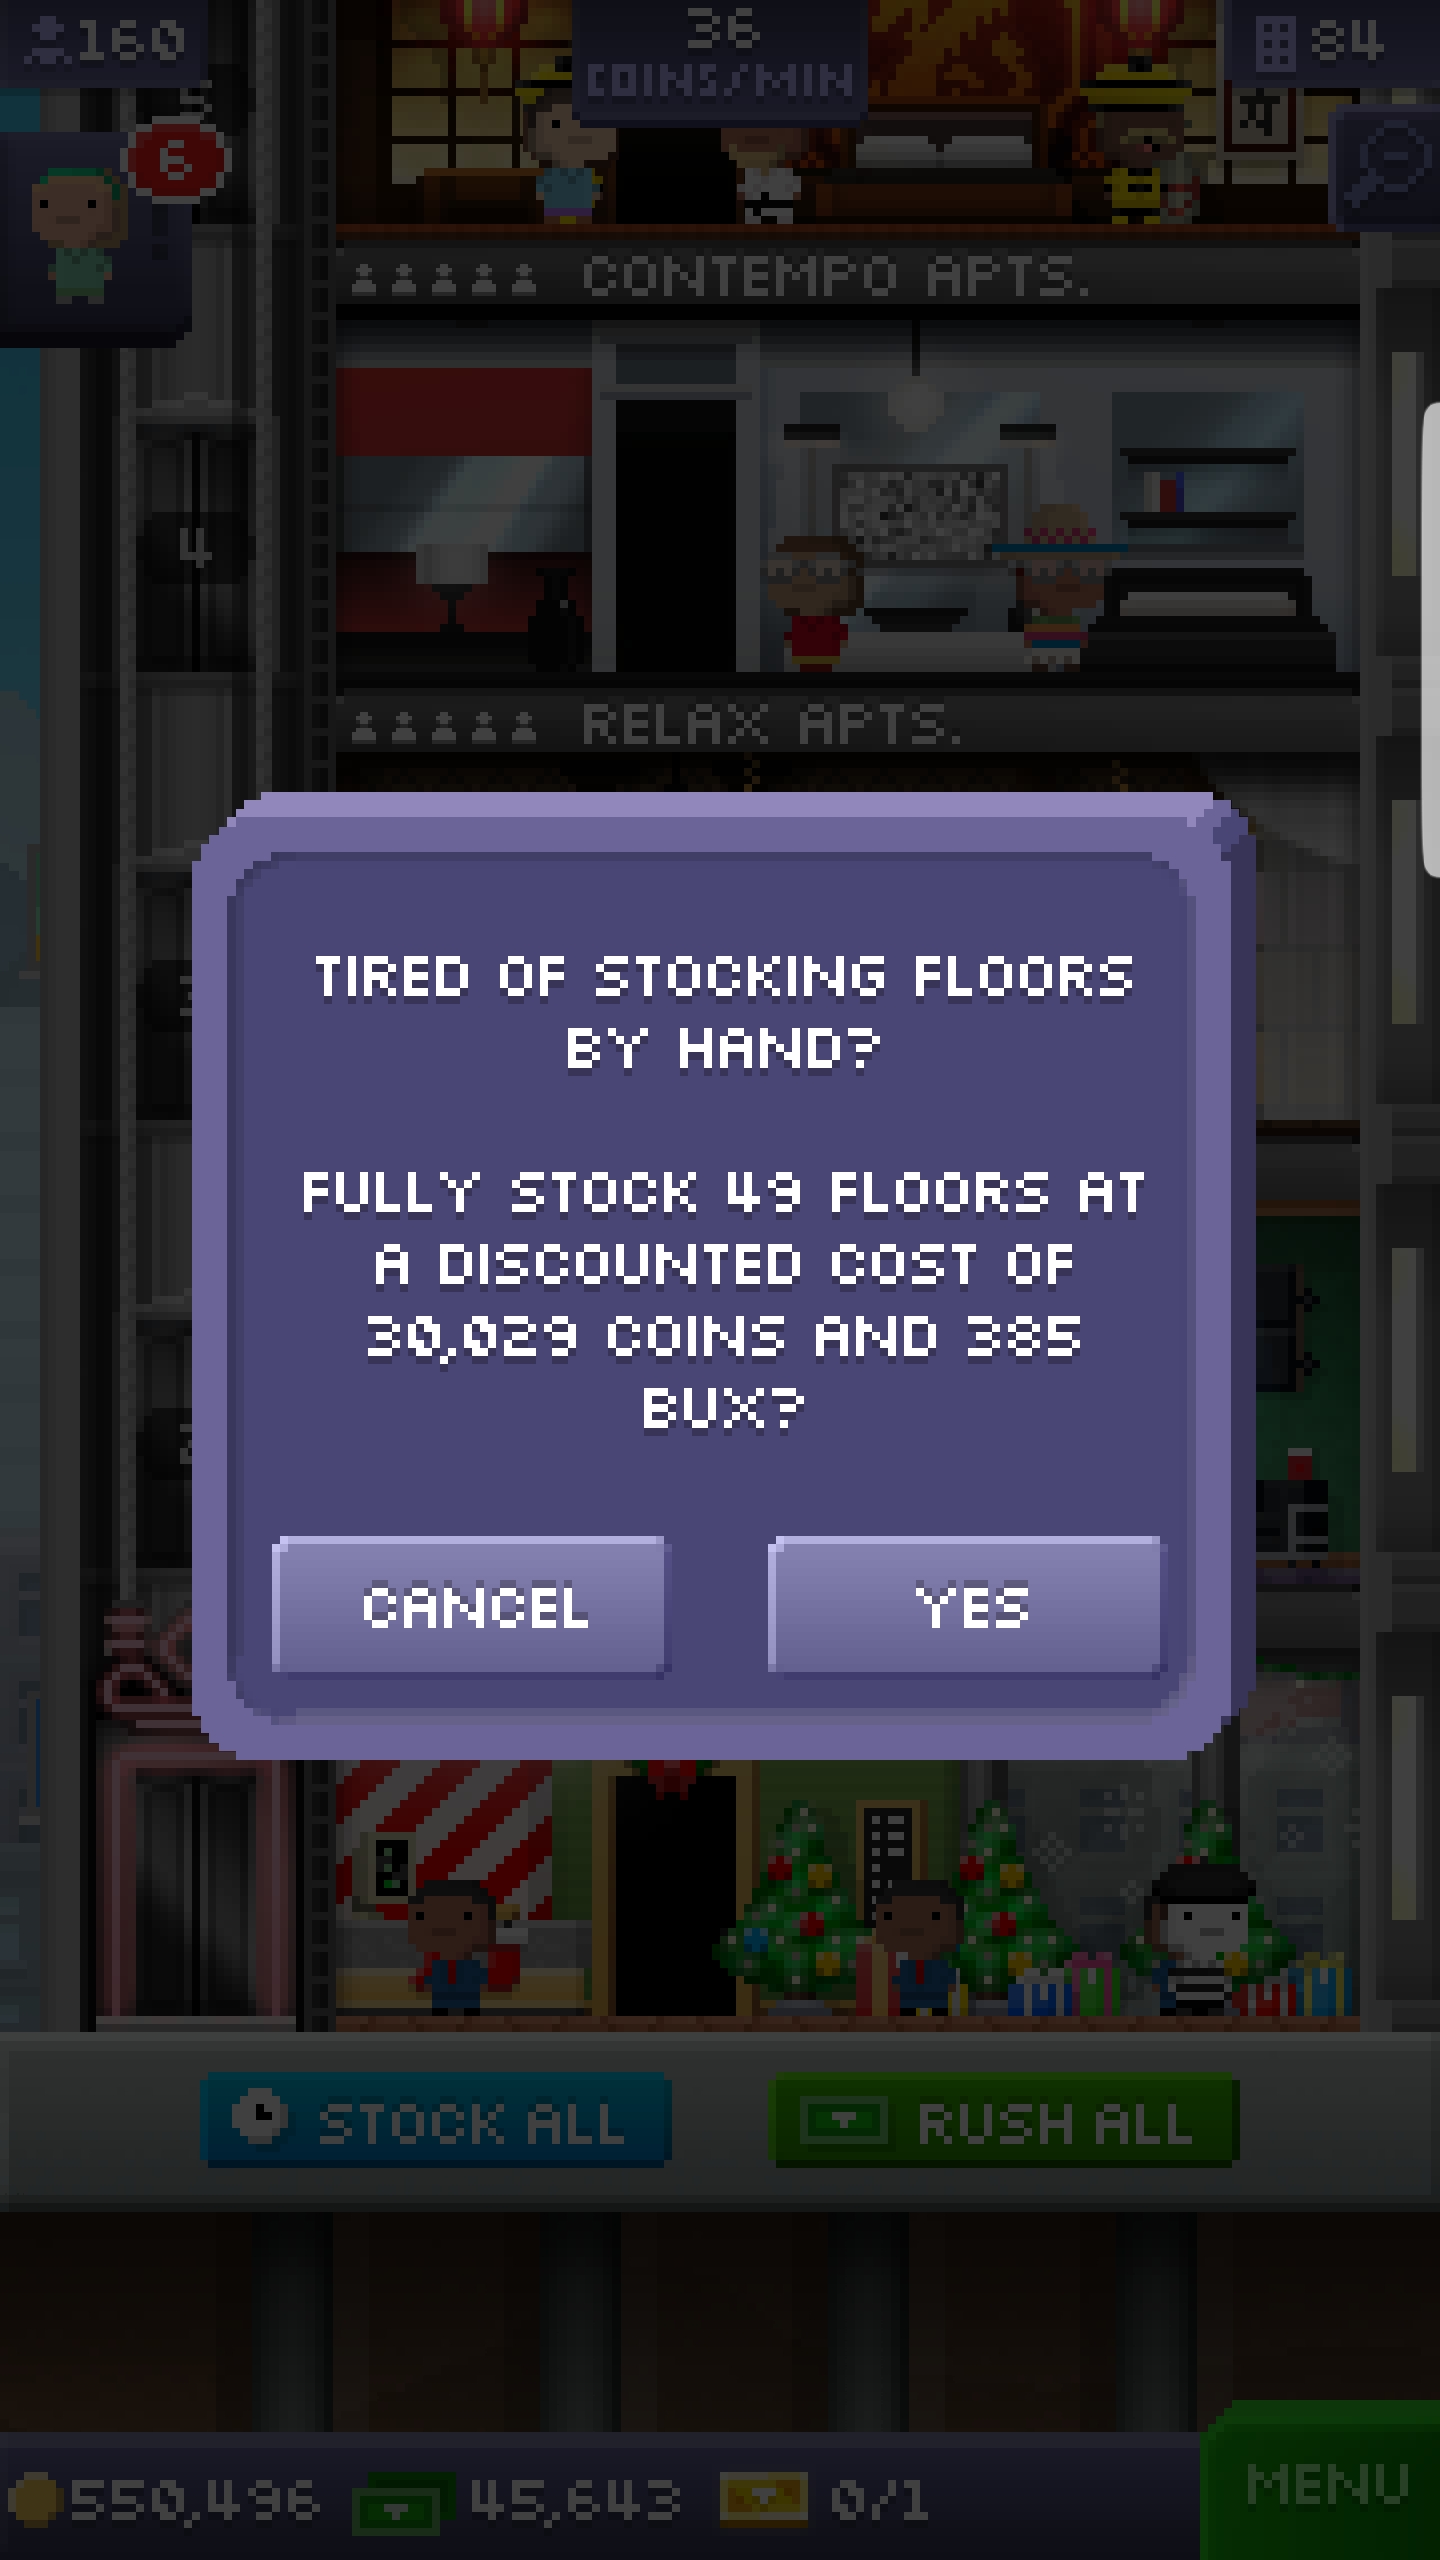 160
36
COINS/MIN
84
6
5
CONTEMPO APTS.
4
RELAX APTS.
TIRED OF STOCKING FLOORS
BY HAND?
FULLY STOCK 49 FLOORS AT
A DISCOUNTED COST OF
30,029 COINS AND 385
BUX?
CANCEL
YES
STOCK ALL
RUSH ALL
550,496
45,643
0/1
MENU